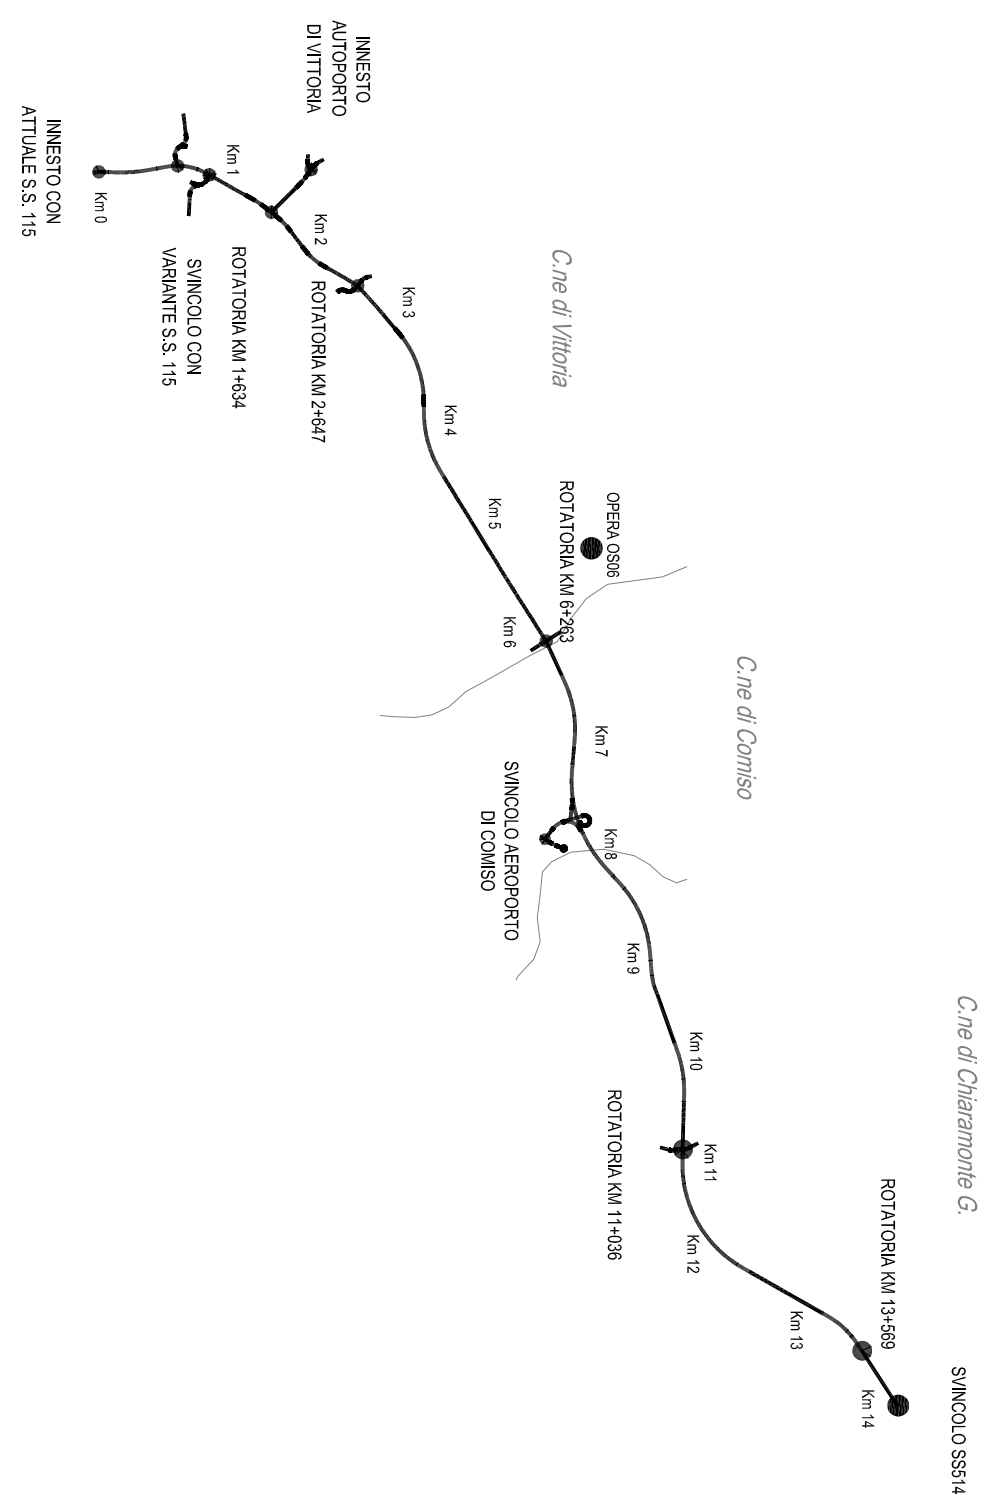 INNESTO CON
ATTUALE S.S. 115
Km 0
SVINCOLO CON
VARIANTE S.S. 115
Km 1
ROTATORIA KM 1+634
INNESTO
AUTOPORTO
DI VITTORIA
Km 2
ROTATORIA KM 2+647
Km 3
C.ne di Vittoria
Km 4
Km 5
OPERA OS06
ROTATORIA KM 6+263
Km 6
C.ne di Comiso
Km 7
SVINCOLO AEROPORTO
DI COMISO
Km 8
Km 9
C.ne di Chiaramonte G.
Km 10
ROTATORIA KM 11+036
Km 11
Km 12
ROTATORIA KM 13+569
Km 13
SVINCOLO SS514
Km 14